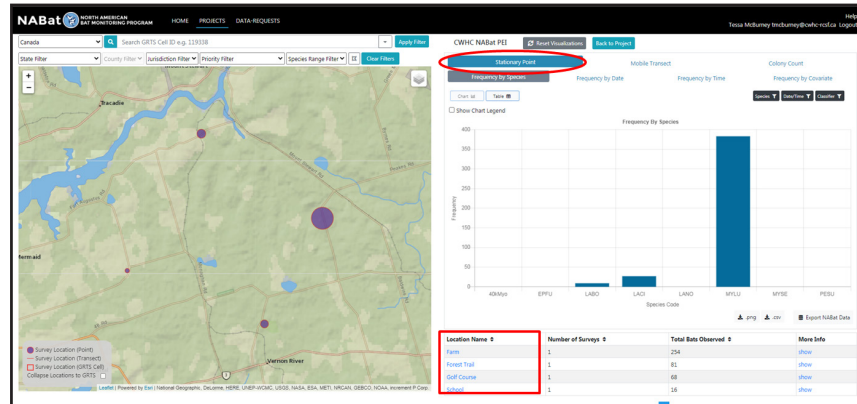 NABat NORTH AMERICAN BAT MONITORING PROGRAM HOME PROJECTS DATA-REQUESTS Help
Tessa McBurney tmcburney@cwhc-rcsf.ca Logout
Canada Search GRTS Cell ID e.g. 119338 Apply Filter
State Filter County Filter Jurisdiction Filter Priority Filter Species Range Filter Clear Filters
+
−
Tracadie
Mermaid
Vernon River
1
Survey Location (Point)
Survey Location (Transect)
Survey Location (GRTS Cell)
Collapse Locations to GRTS
Leaflet | Powered by Esri | National Geographic, DeLorme, HERE, UNEP-WCMC, USGS, NASA, ESA, METI, NRCAN, GEBCO, NOAA, increment P Corp.
CWHC NABat PEI Reset Visualizations Back to Project
Stationary Point Mobile Transect Colony Count
Frequency by Species Frequency by Date Frequency by Time Frequency by Covariate
Chart Table Species Date/Time Classifier
Show Chart Legend
Frequency By Species
400
350
300
250
200
150
100
50
0
Frequency
40kMyo EPFU LABO LACI LANO MYLU MYSE PESU
Species Code
.png .csv Export NABat Data
Location Name Number of Surveys Total Bats Observed More Info
Farm 1 254 show
Forest Trail 1 81 show
Golf Course 1 68 show
School 1 16 show